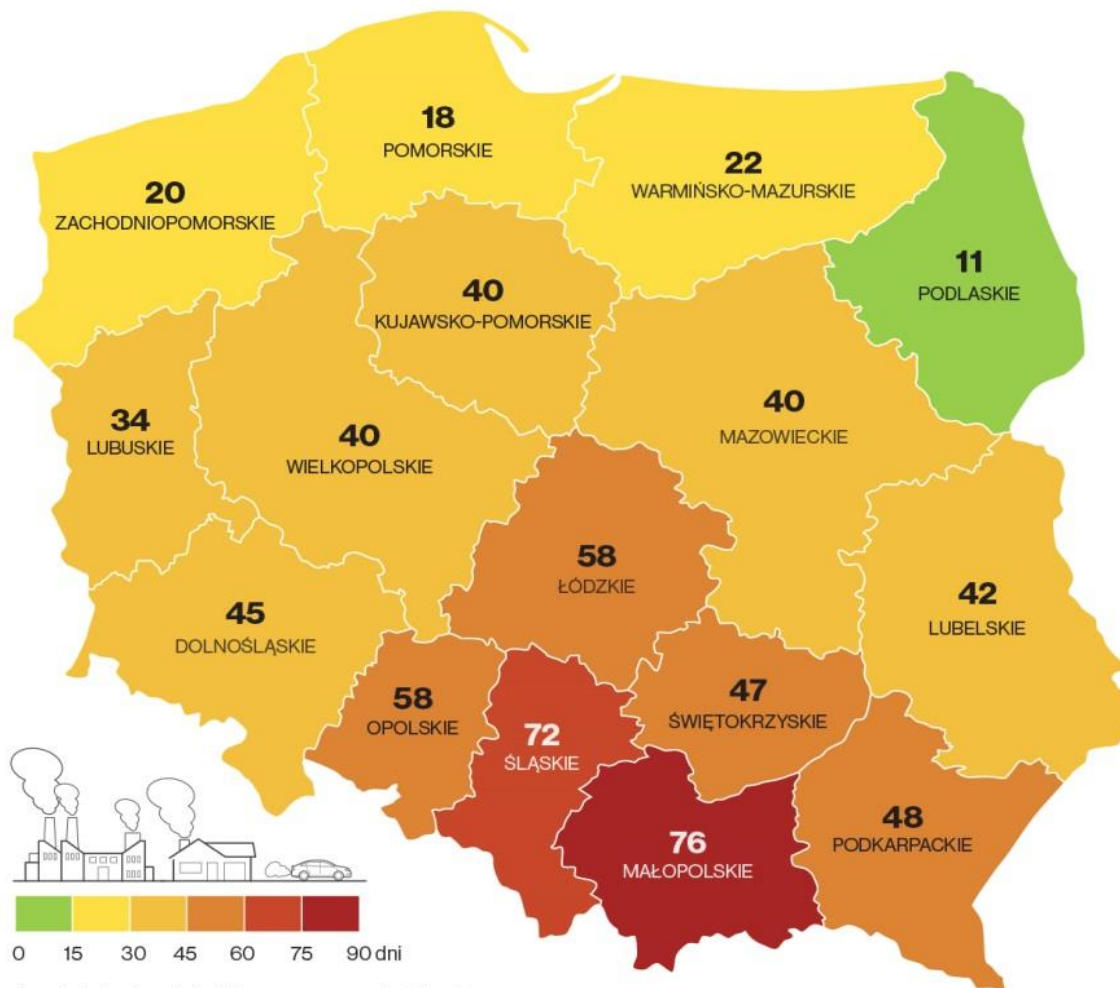 18
POMORSKIE
22
WARMIŃSKO-MAZURSKIE
20
ZACHODNIOPOMORSKIE
11
PODLASKIE
40
KUJAWSKO-POMORSKIE
34
LUBUSKIE
40
WIELKOPOLSKIE
40
MAZOWIECKIE
58
ŁÓDZKIE
42
LUBELSKIE
45
DOLNOŚLĄSKIE
58
OPOLSKIE
72
ŚLĄSKIE
47
ŚWIĘTOKRZYSKIE
76
MAŁOPOLSKIE
48
PODKARPACKIE
0 15 30 45 60 75 90 dni